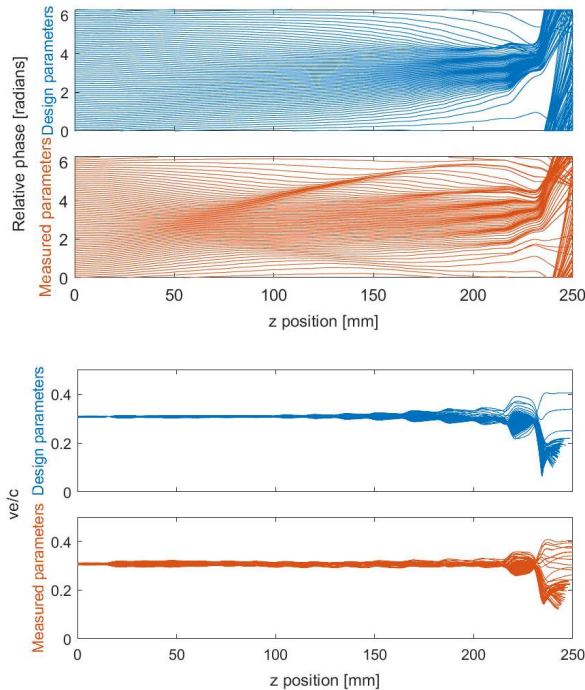 Relative phase [radians]
Design parameters
6
4
2
0
Measured parameters
6
4
2
0
0 50 100 150 200 250
z position [mm]
ve/c
Design parameters
0.4
0.2
0
Measured parameters
0.4
0.2
0
0 50 100 150 200 250
z position [mm]